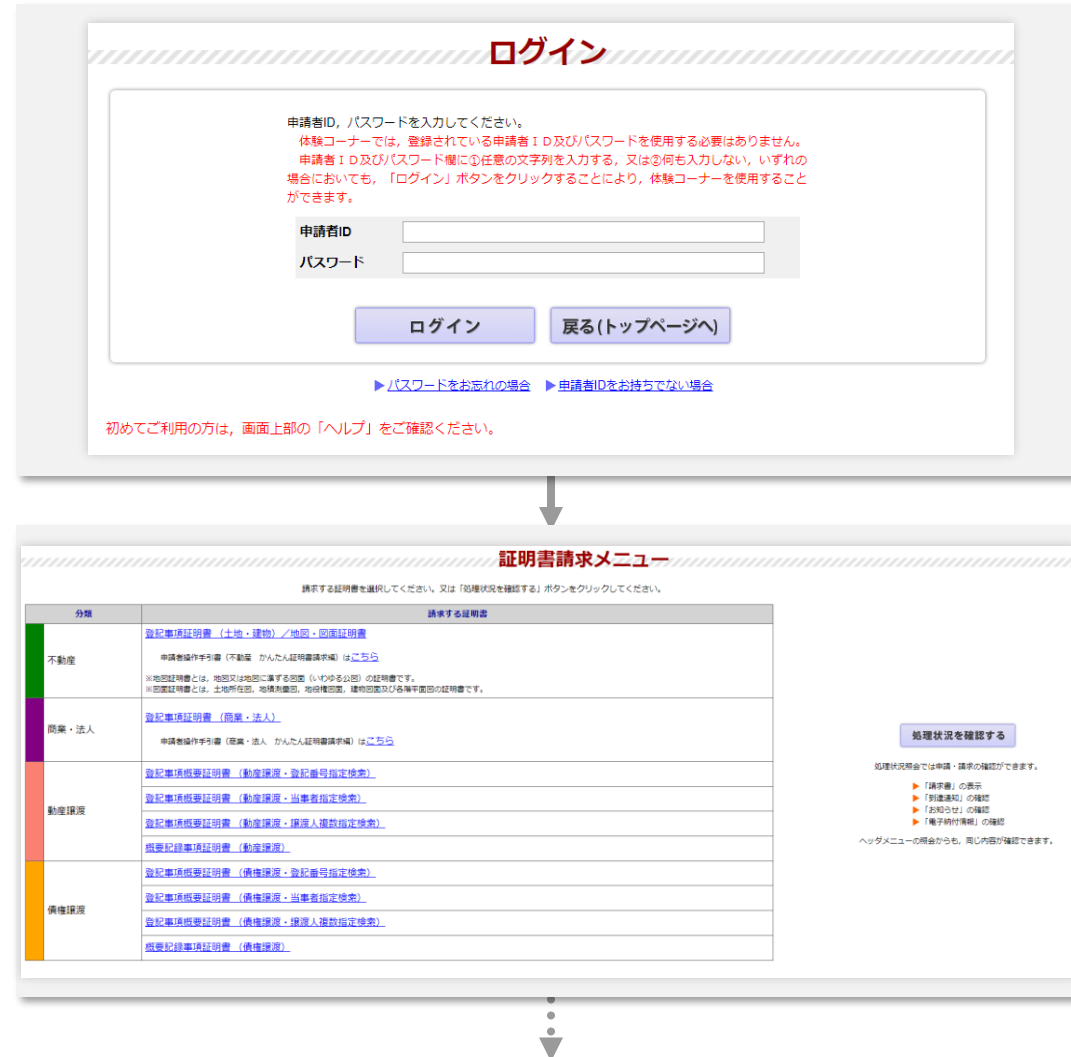 ログイン
申請者ID，パスワードを入力してください。
体験コーナーでは，登録されている申請者ＩＤ及びパスワードを使用する必要はありません。
申請者ＩＤ及びパスワード欄に①任意の文字列を入力する，又は②何も入力しない，いずれの
場合においても，「ログイン」ボタンをクリックすることにより，体験コーナーを使用すること
ができます。
申請者ID
パスワード
ログイン 戻る(トップページへ)
▶パスワードをお忘れの場合 ▶申請者IDをお持ちでない場合
初めてご利用の方は，画面上部の「ヘルプ」をご確認ください。
証明書請求メニュー
請求する証明書を選択してください。又は「処理状況を確認する」ボタンをクリックしてください。
分類 請求する証明書
不動産
登記事項証明書 （土地・建物）／地図・図面証明書
申請者操作手引書（不動産 かんたん証明書請求編）はこちら
※地図証明書とは，地図又は地図に準ずる図面（いわゆる公図）の証明書です。
※図面証明書とは，土地所在図，地積測量図，地役権図面，建物図面及び各階平面図の証明書です。
商業・法人
登記事項証明書 （商業・法人）
申請者操作手引書（商業・法人 かんたん証明書請求編）はこちら
動産譲渡
登記事項概要証明書 （動産譲渡・登記番号指定検索）
登記事項概要証明書 （動産譲渡・当事者指定検索）
登記事項概要証明書 （動産譲渡・譲渡人複数指定検索）
概要記録事項証明書 （動産譲渡）
債権譲渡
登記事項概要証明書 （債権譲渡・登記番号指定検索）
登記事項概要証明書 （債権譲渡・当事者指定検索）
登記事項概要証明書 （債権譲渡・譲渡人複数指定検索）
概要記録事項証明書 （債権譲渡）
処理状況を確認する
処理状況照会では申請・請求の確認ができます。
▶「請求書」の表示
▶「到達通知」の確認
▶「お知らせ」の確認
▶「電子納付情報」の確認
ヘッダメニューの照会からも，同じ内容が確認できます。